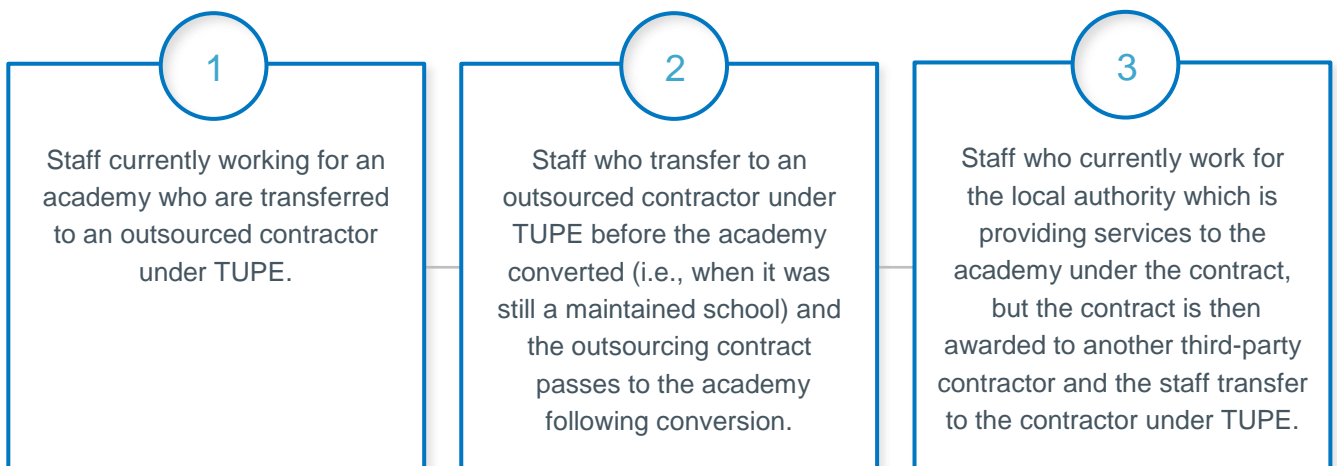 1
Staff currently working for an
academy who are transferred
to an outsourced contractor
under TUPE.
2
Staff who transfer to an
outsourced contractor under
TUPE before the academy
converted (i.e., when it was
still a maintained school) and
the outsourcing contract
passes to the academy
following conversion.
3
Staff who currently work for
the local authority which is
providing services to the
academy under the contract,
but the contract is then
awarded to another third-party
contractor and the staff transfer
to the contractor under TUPE.